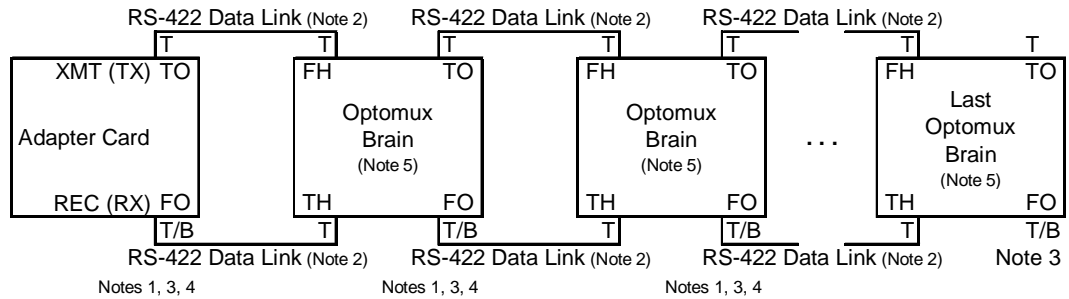 RS-422 Data Link (Note 2) RS-422 Data Link (Note 2) RS-422 Data Link (Note 2)
T T T T T T T
XMT (TX) TO FH TO FH TO FH TO
Adapter Card
Optomux
Brain
(Note 5)
Optomux
Brain
(Note 5)
. . .
Last
Optomux
Brain
(Note 5)
REC (RX) FO TH FO TH FO TH FO
T/B T T/B T T/B T T/B
RS-422 Data Link (Note 2) RS-422 Data Link (Note 2) RS-422 Data Link (Note 2) Note 3
Notes 1, 3, 4 Notes 1, 3, 4 Notes 1, 3, 4